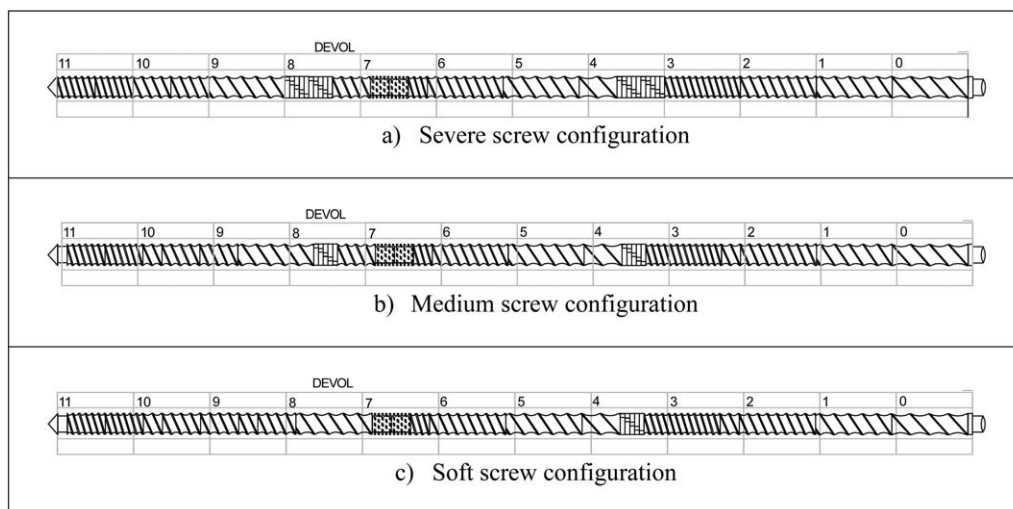 DEVOL
11 10 9 8 7 6 5 4 3 2 1 0
a) Severe screw configuration
DEVOL
11 10 9 8 7 6 5 4 3 2 1 0
b) Medium screw configuration
DEVOL
11 10 9 8 7 6 5 4 3 2 1 0
c) Soft screw configuration